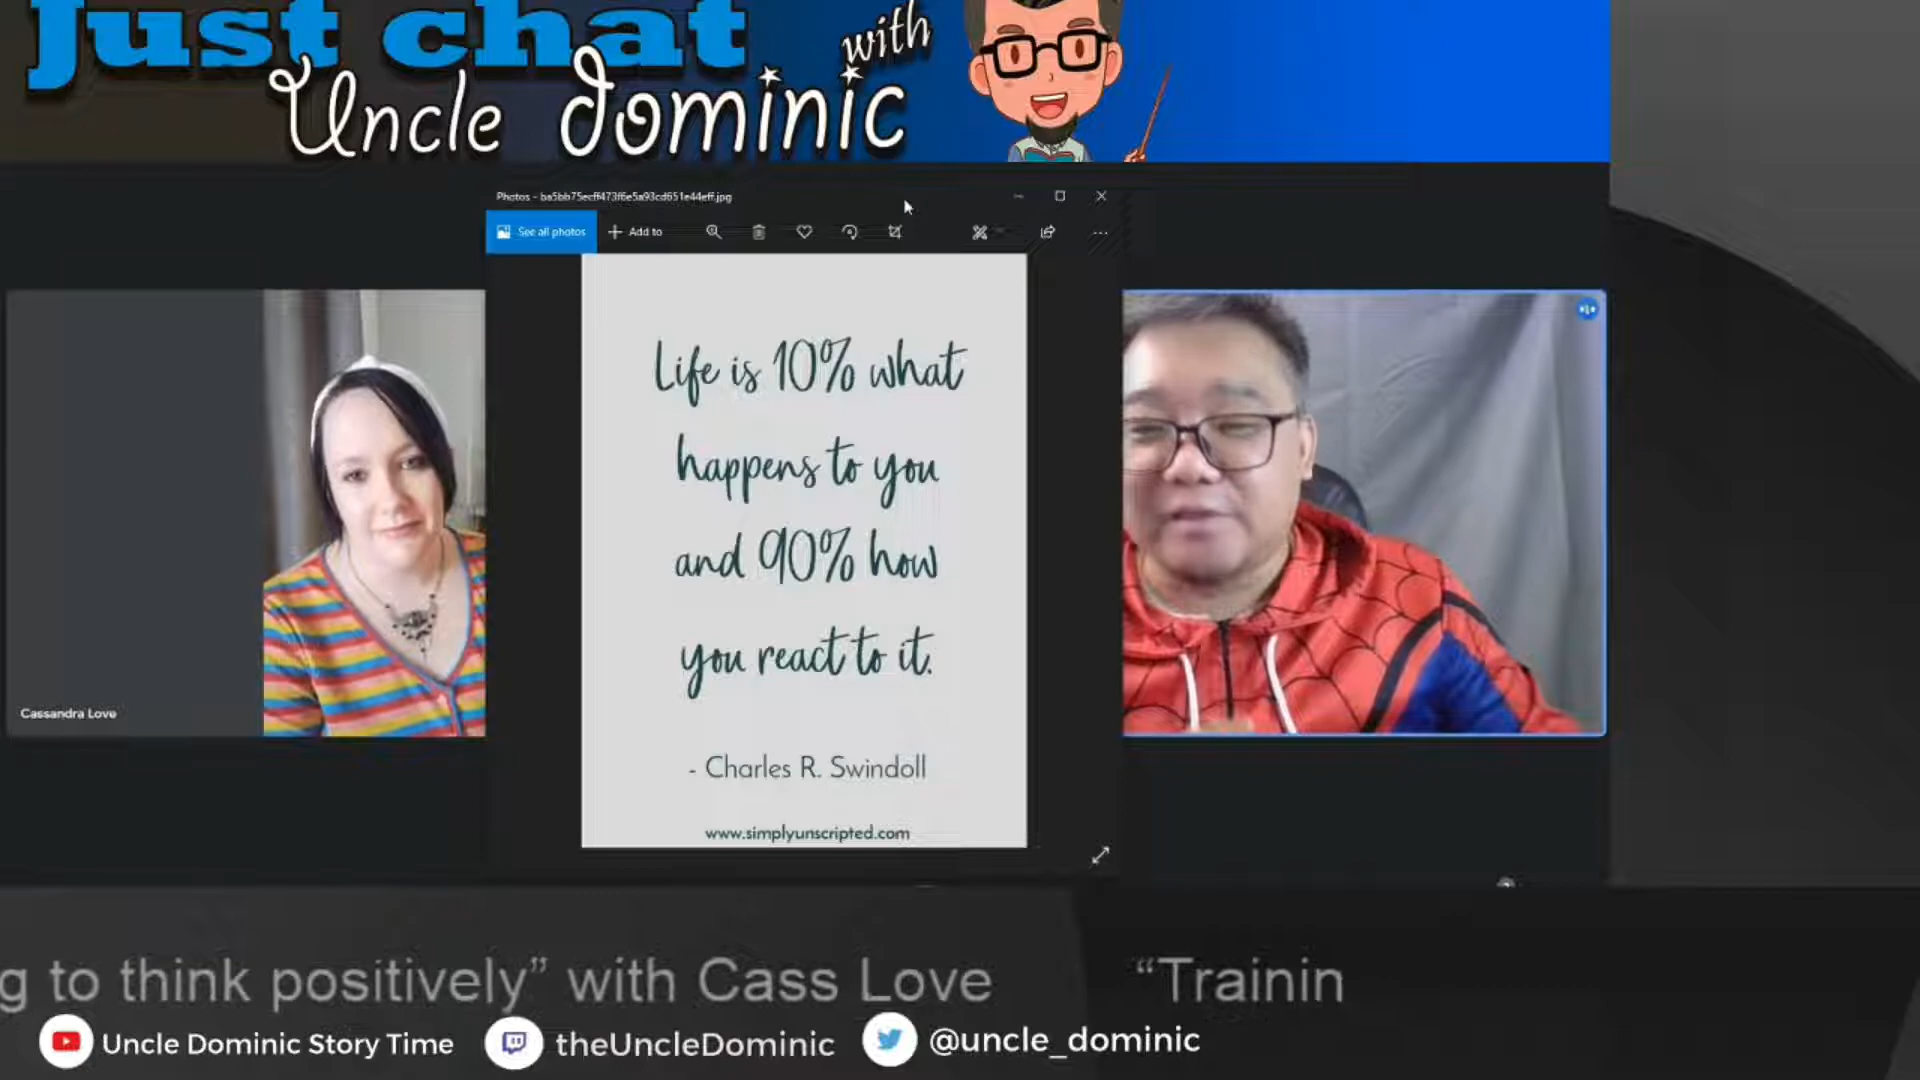 Just chat
with
Uncle Dominic
Photos - ba5bb75ecff473f6e5a93cd651e44eff.jpg
See all photos
Add to
Life is 10% what
happens to you
and 90% how
you react to it.
- Charles R. Swindoll
www.simplyunscripted.com
Cassandra Love
g to think positively” with Cass Love “Trainin
Uncle Dominic Story Time theUncleDominic @uncle_dominic